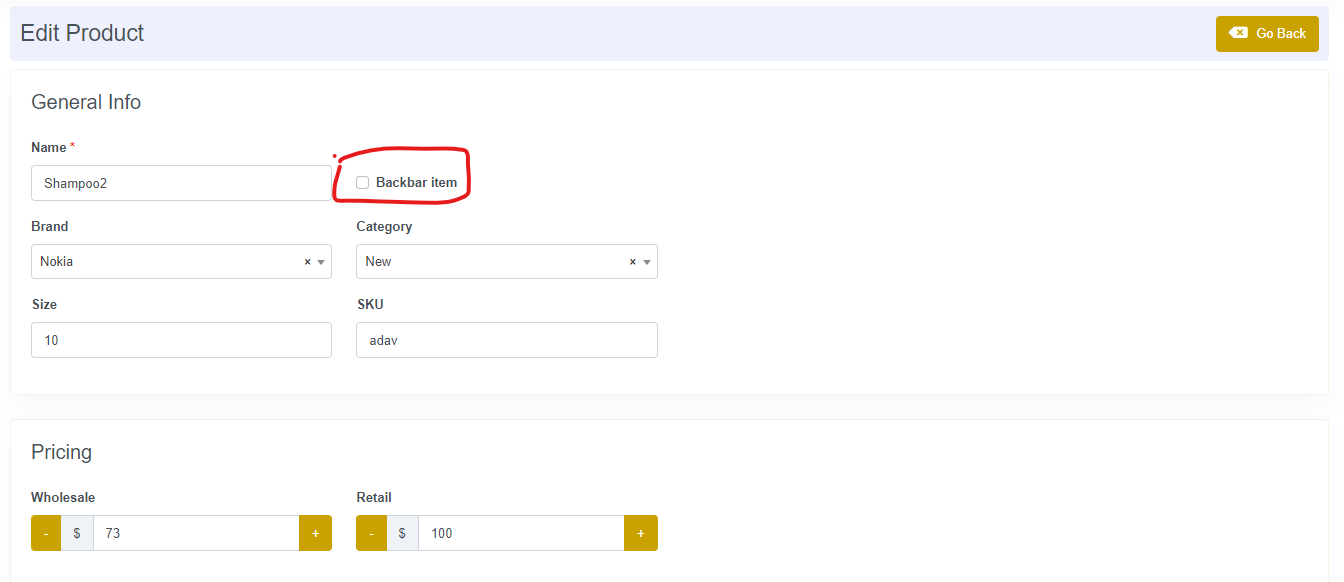 Edit Product
Go Back
General Info
Name *
Shampoo2
Backbar item
Brand Category
Nokia × New ×
Size SKU
10 adav
Pricing
Wholesale Retail
- $ 73 + - $ 100 +